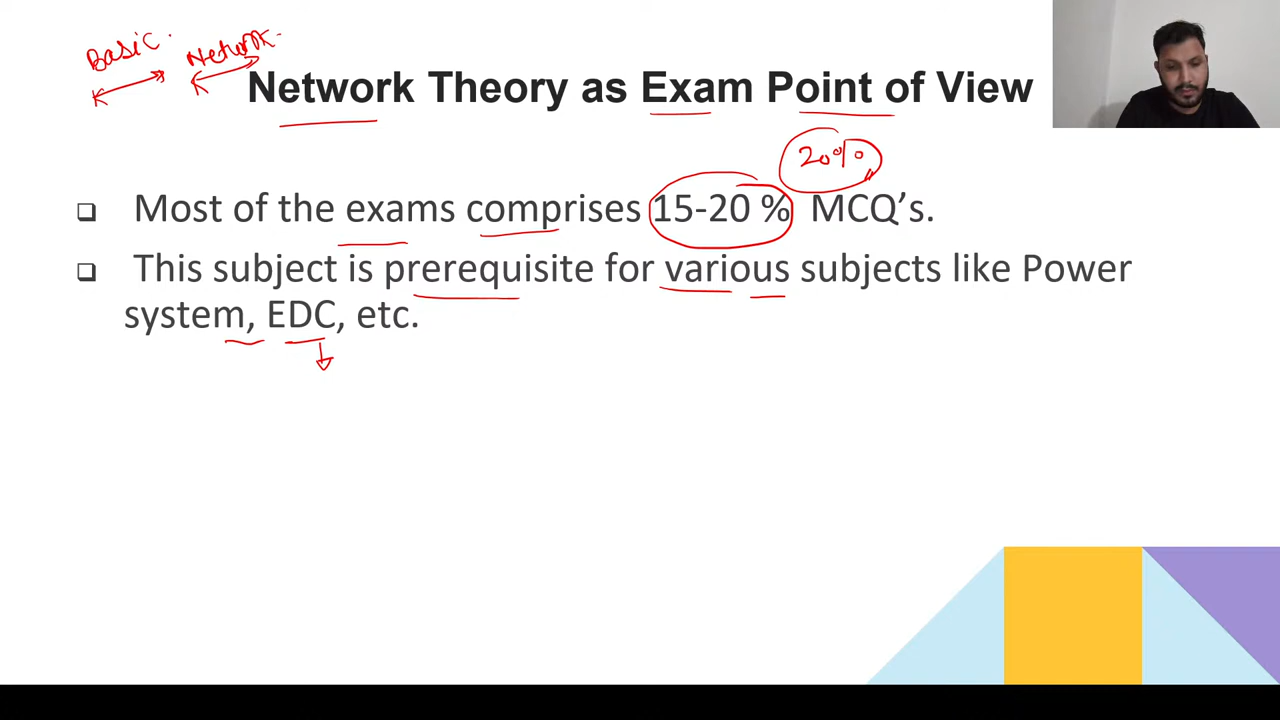 Basic. Network.
Network Theory as Exam Point of View
20%
❑ Most of the exams comprises 15-20 % MCQ’s.
❑ This subject is prerequisite for various subjects like Power
system, EDC, etc.